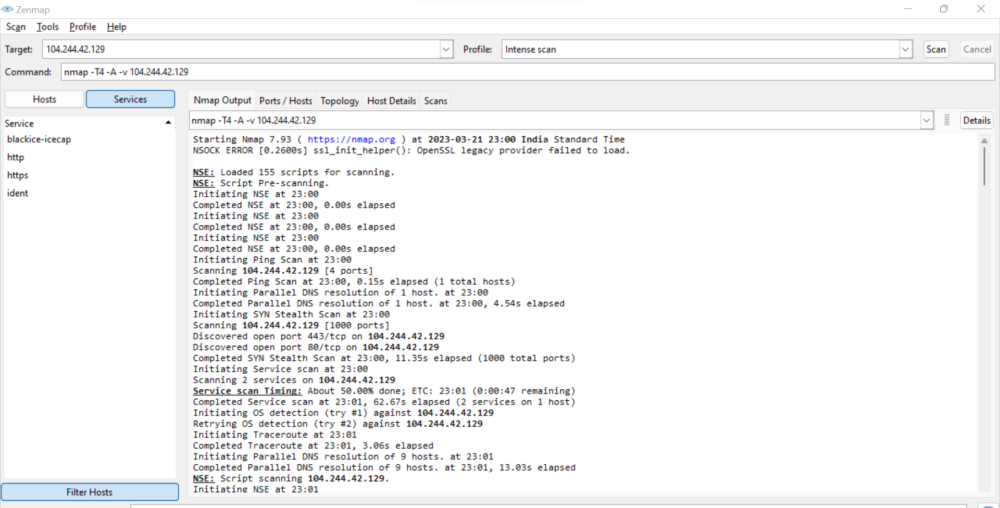 Zenmap
Scan Tools Profile Help
Target: 104.244.42.129 Profile: Intense scan Scan Cancel
Command: nmap -T4 -A -v 104.244.42.129
Hosts Services
Nmap Output Ports / Hosts Topology Host Details Scans
Service
blackice-icecap
http
https
ident
Filter Hosts
nmap -T4 -A -v 104.244.42.129 Details
Starting Nmap 7.93 ( https://nmap.org ) at 2023-03-21 23:00 India Standard Time
NSOCK ERROR [0.2600s] ssl_init_helper(): OpenSSL legacy provider failed to load.
NSE: Loaded 155 scripts for scanning.
NSE: Script Pre-scanning.
Initiating NSE at 23:00
Completed NSE at 23:00, 0.00s elapsed
Initiating NSE at 23:00
Completed NSE at 23:00, 0.00s elapsed
Initiating NSE at 23:00
Completed NSE at 23:00, 0.00s elapsed
Initiating Ping Scan at 23:00
Scanning 104.244.42.129 [4 ports]
Completed Ping Scan at 23:00, 0.15s elapsed (1 total hosts)
Initiating Parallel DNS resolution of 1 host. at 23:00
Completed Parallel DNS resolution of 1 host. at 23:00, 4.54s elapsed
Initiating SYN Stealth Scan at 23:00
Scanning 104.244.42.129 [1000 ports]
Discovered open port 443/tcp on 104.244.42.129
Discovered open port 80/tcp on 104.244.42.129
Completed SYN Stealth Scan at 23:00, 11.35s elapsed (1000 total ports)
Initiating Service scan at 23:00
Scanning 2 services on 104.244.42.129
Service scan Timing: About 50.00% done; ETC: 23:01 (0:00:47 remaining)
Completed Service scan at 23:01, 62.67s elapsed (2 services on 1 host)
Initiating OS detection (try #1) against 104.244.42.129
Retrying OS detection (try #2) against 104.244.42.129
Initiating Traceroute at 23:01
Completed Traceroute at 23:01, 3.06s elapsed
Initiating Parallel DNS resolution of 9 hosts. at 23:01
Completed Parallel DNS resolution of 9 hosts. at 23:01, 13.03s elapsed
NSE: Script scanning 104.244.42.129.
Initiating NSE at 23:01